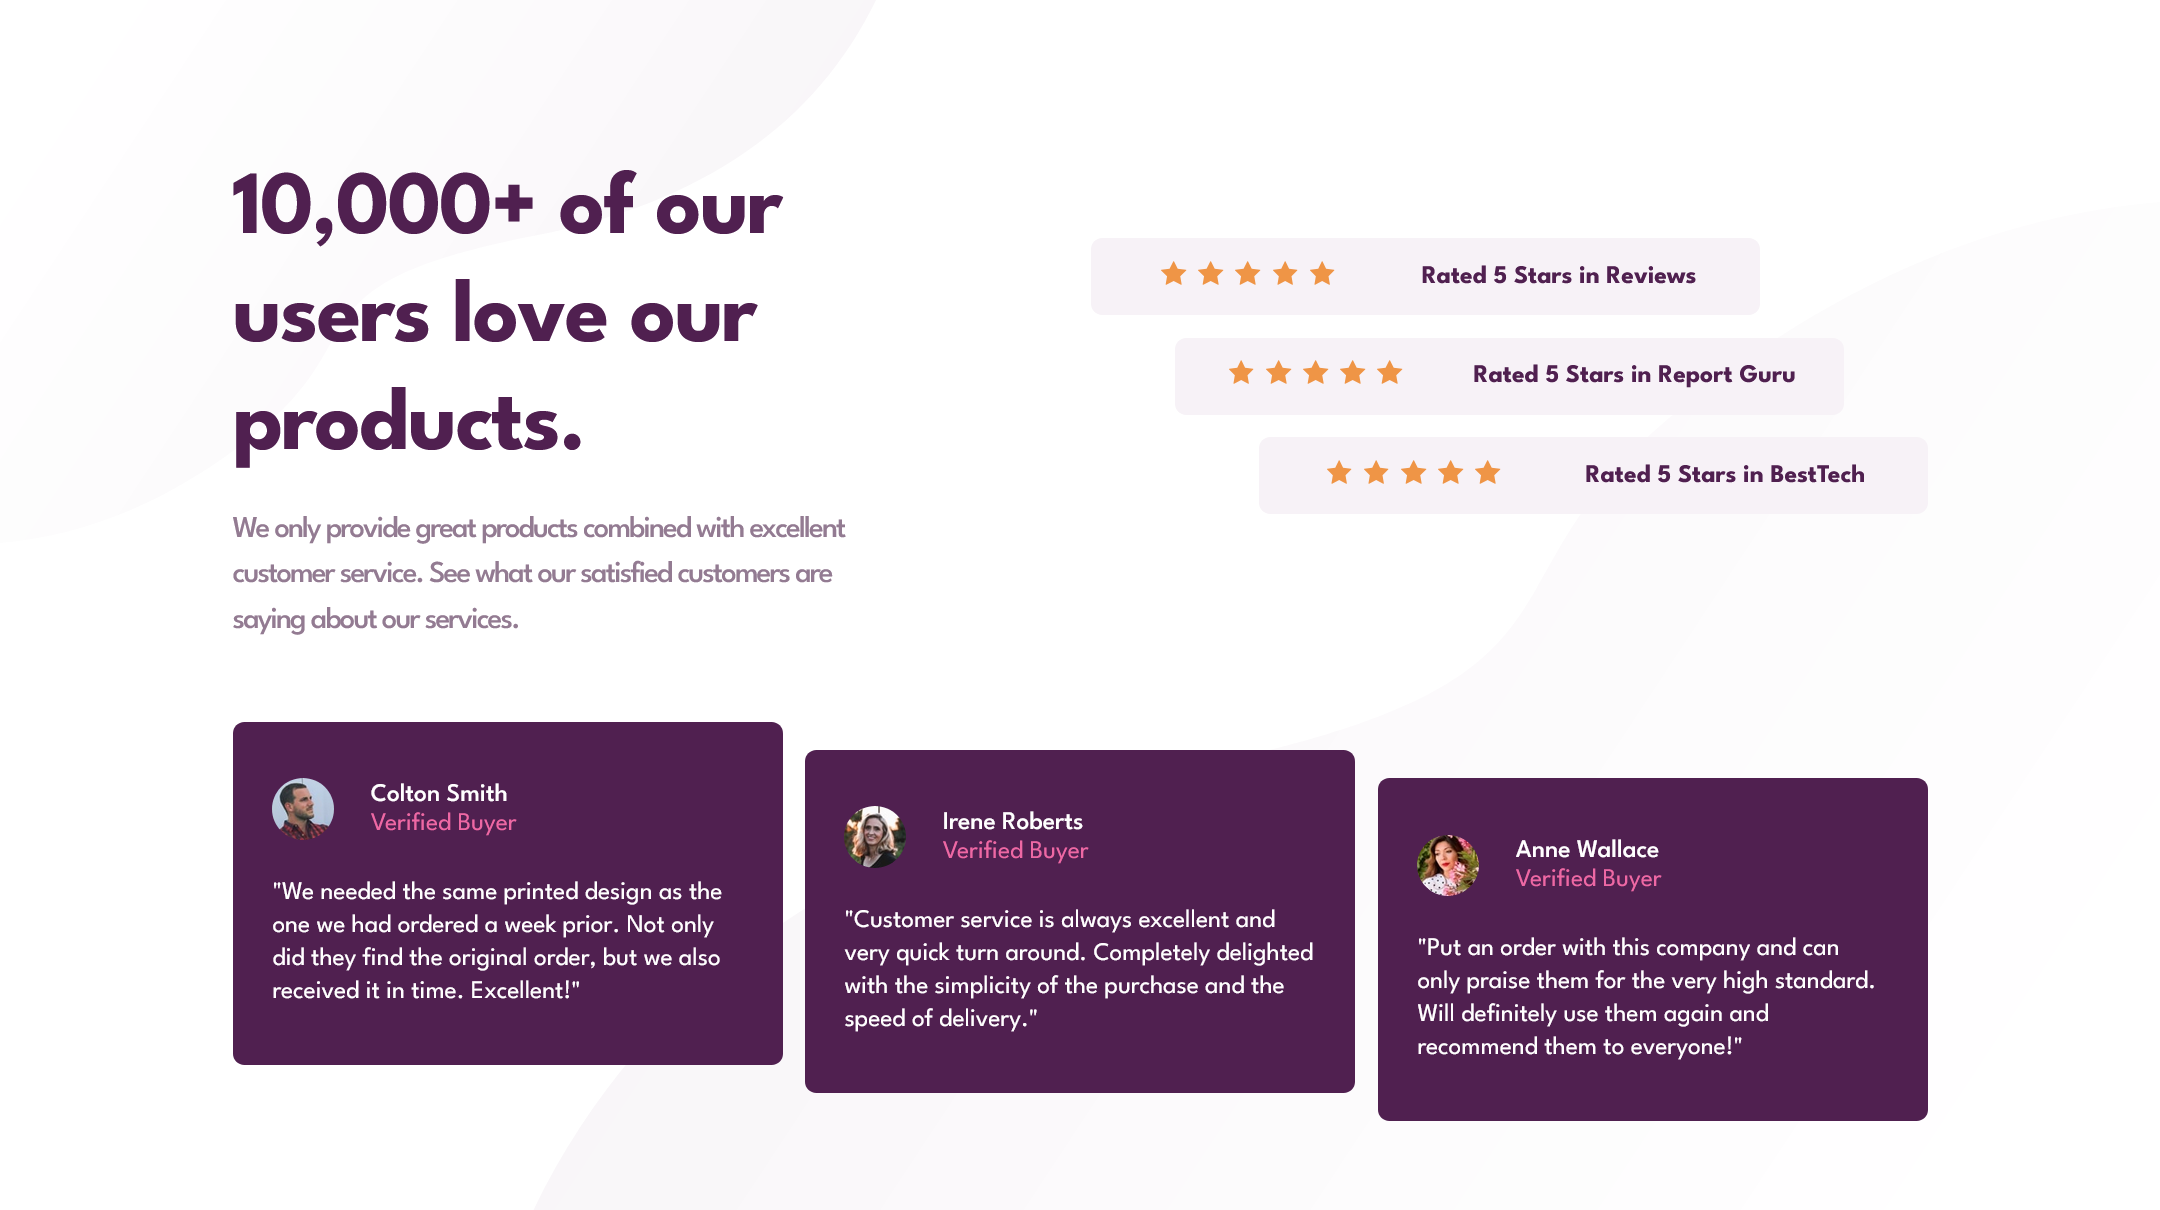 10,000+ of our
users love our
products.
We only provide great products combined with excellent
customer service. See what our satisfied customers are
saying about our services.
Rated 5 Stars in Reviews
Rated 5 Stars in Report Guru
Rated 5 Stars in BestTech
Colton Smith
Verified Buyer
"We needed the same printed design as the
one we had ordered a week prior. Not only
did they find the original order, but we also
received it in time. Excellent!"
Irene Roberts
Verified Buyer
"Customer service is always excellent and
very quick turn around. Completely delighted
with the simplicity of the purchase and the
speed of delivery."
Anne Wallace
Verified Buyer
"Put an order with this company and can
only praise them for the very high standard.
Will definitely use them again and
recommend them to everyone!"